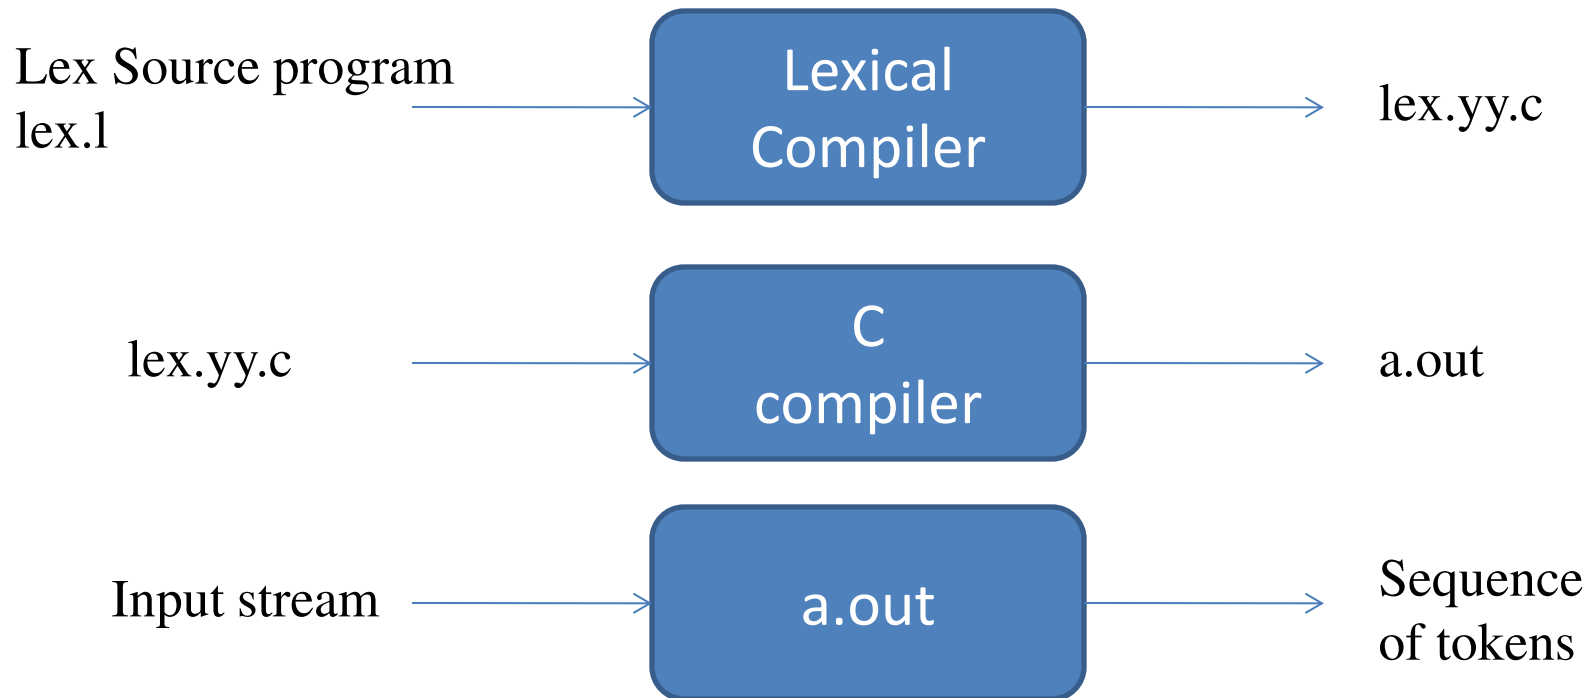 Lex Source program
lex.l
Lexical
Compiler
lex.yy.c
lex.yy.c
C
compiler
a.out
Input stream
a.out
Sequence
of tokens